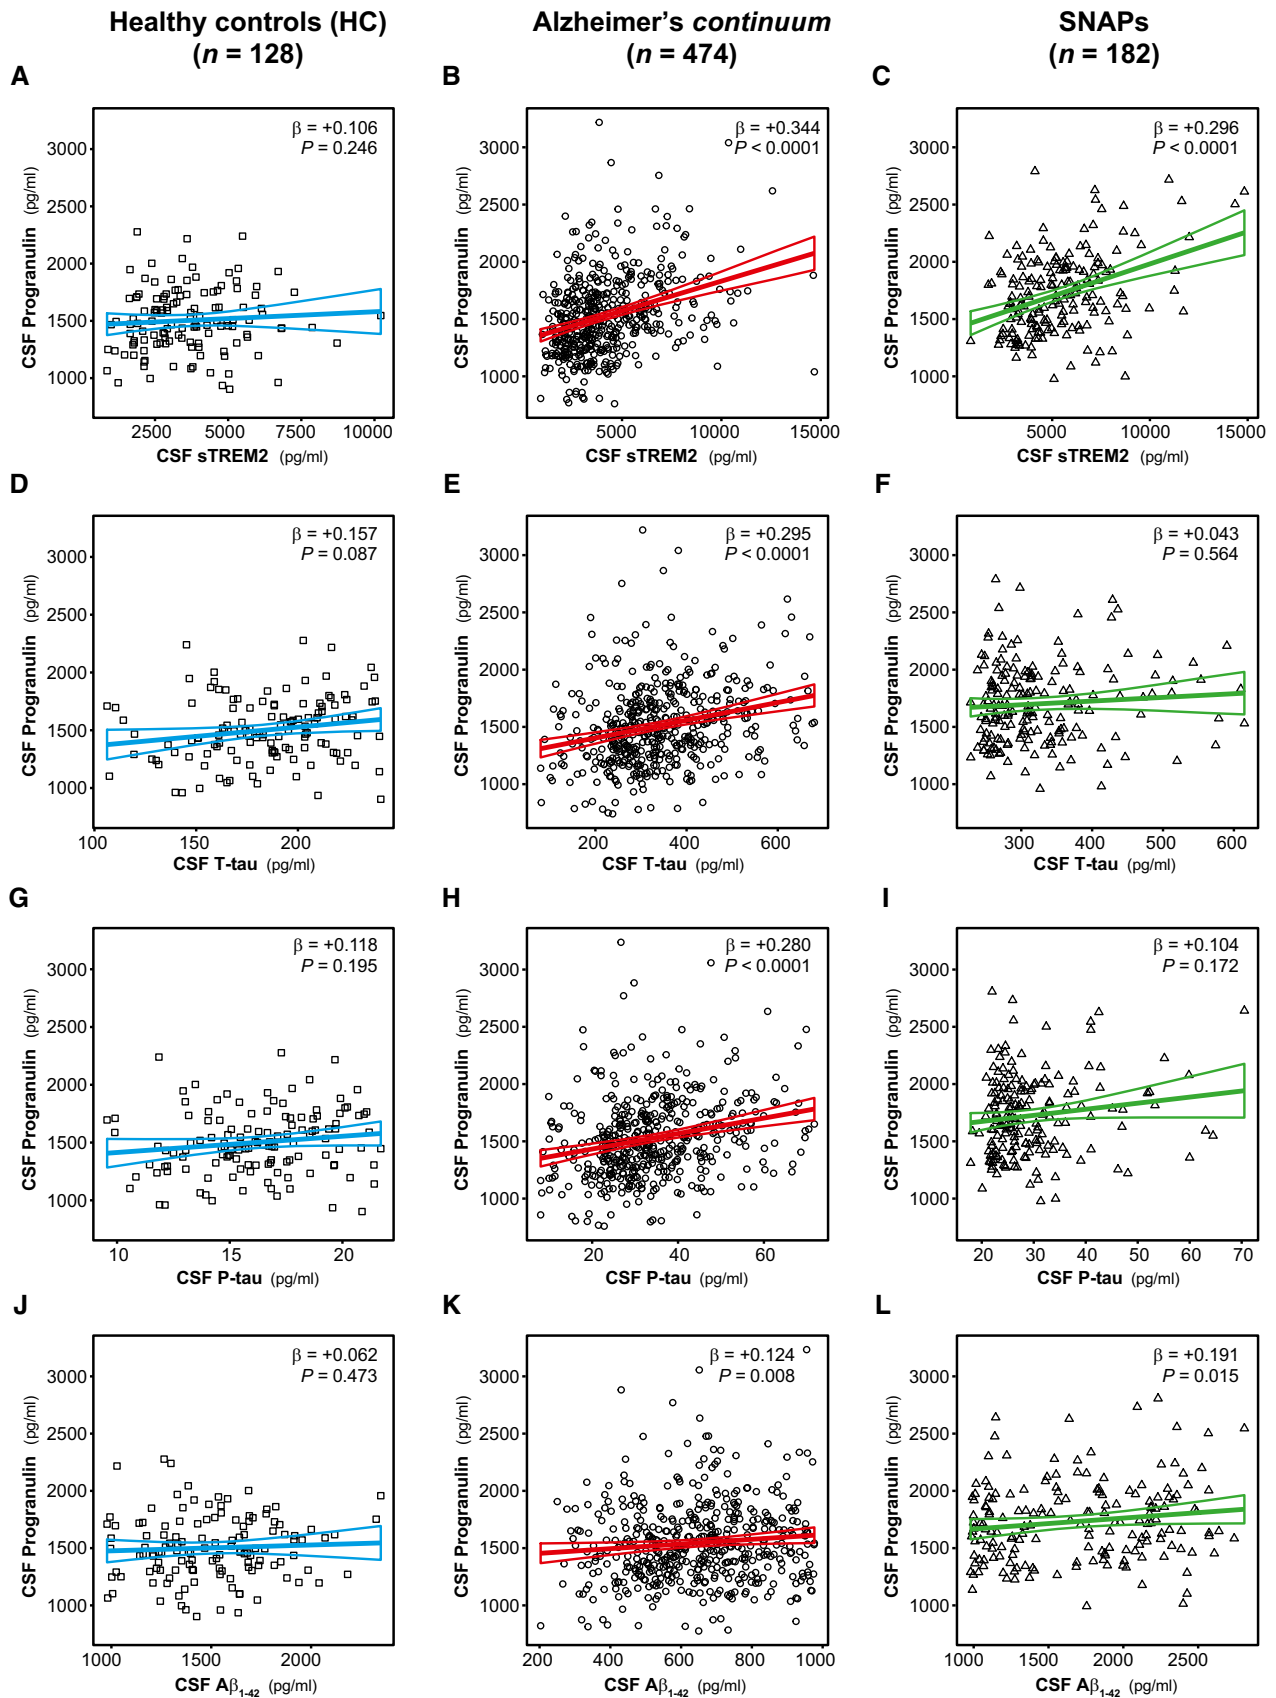 Healthy controls (HC)
(n = 128)
Alzheimer’s continuum
(n = 474)
SNAPs
(n = 182)
A
β = +0.106
P = 0.246
CSF Progranulin (pg/ml)
3000
2500
2000
1500
1000
2500 5000 7500 10000
CSF sTREM2 (pg/ml)
B
β = +0.344
P < 0.0001
CSF Progranulin (pg/ml)
3000
2500
2000
1500
1000
5000 10000 15000
CSF sTREM2 (pg/ml)
C
β = +0.296
P < 0.0001
CSF Progranulin (pg/ml)
3000
2500
2000
1500
1000
5000 10000 15000
CSF sTREM2 (pg/ml)
D
β = +0.157
P = 0.087
CSF Progranulin (pg/ml)
3000
2500
2000
1500
1000
100 150 200
CSF T-tau (pg/ml)
E
β = +0.295
P < 0.0001
CSF Progranulin (pg/ml)
3000
2500
2000
1500
1000
200 400 600
CSF T-tau (pg/ml)
F
β = +0.043
P = 0.564
CSF Progranulin (pg/ml)
3000
2500
2000
1500
1000
300 400 500 600
CSF T-tau (pg/ml)
G
β = +0.118
P = 0.195
CSF Progranulin (pg/ml)
3000
2500
2000
1500
1000
10 15 20
CSF P-tau (pg/ml)
H
β = +0.280
P < 0.0001
CSF Progranulin (pg/ml)
3000
2500
2000
1500
1000
20 40 60
CSF P-tau (pg/ml)
I
β = +0.104
P = 0.172
CSF Progranulin (pg/ml)
3000
2500
2000
1500
1000
20 30 40 50 60 70
CSF P-tau (pg/ml)
J
β = +0.062
P = 0.473
CSF Progranulin (pg/ml)
3000
2500
2000
1500
1000
1000 1500 2000
CSF Aβ1-42 (pg/ml)
K
β = +0.124
P = 0.008
CSF Progranulin (pg/ml)
3000
2500
2000
1500
1000
200 400 600 800 1000
CSF Aβ1-42 (pg/ml)
L
β = +0.191
P = 0.015
CSF Progranulin (pg/ml)
3000
2500
2000
1500
1000
1000 1500 2000 2500
CSF Aβ1-42 (pg/ml)